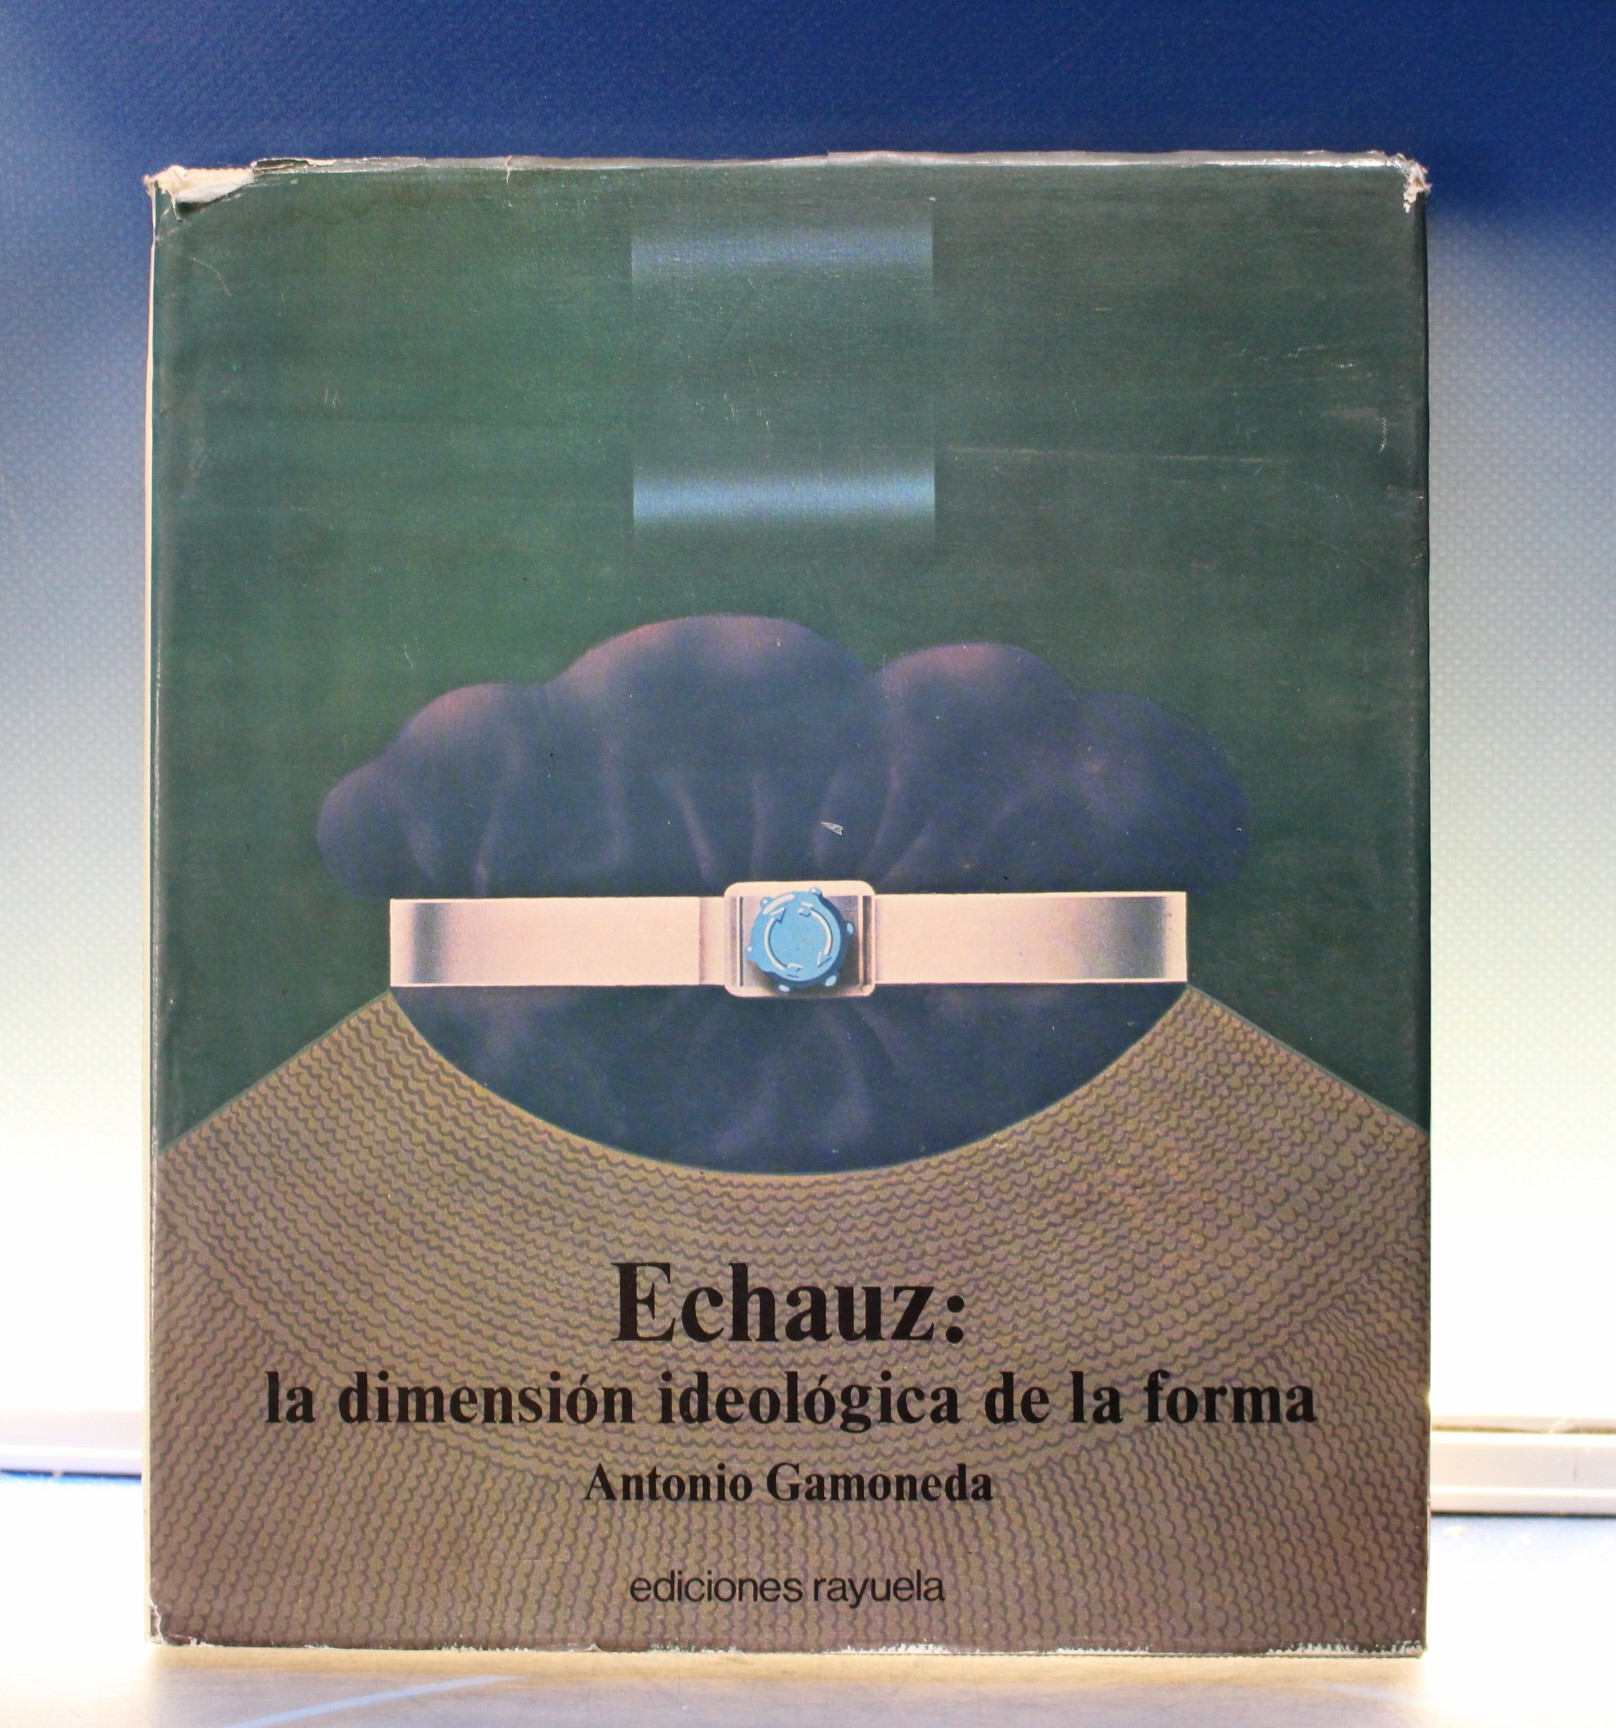 Echauz:
la dimensión ideológica de la forma
Antonio Gamoneda
ediciones rayuela